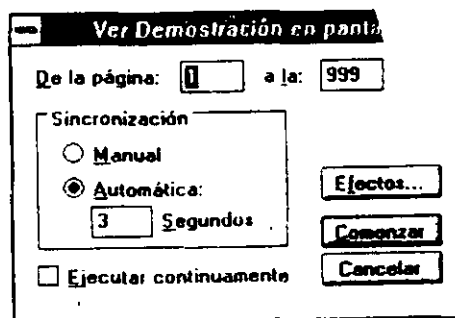 Ver Demostración en panta
De la página: 1 a la: 999
Sincronización
Manual
Automática:
Efectos...
3 Segundos
Comenzar
Ejecutar continuamente
Cancelar